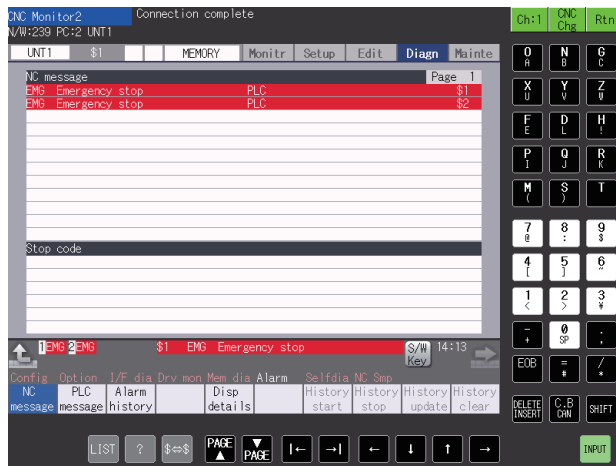 CNC Monitor2 Connection complete
N/W:239 PC:2 UNT1
Ch:1 CNC Chg Rtn
UNT1 $1 MEMORY Monitr Setup Edit Diagn Mainte
NC message Page 1
EMG Emergency stop PLC $1
EMG Emergency stop PLC $2
Stop code
1EMG 2EMG $1 EMG Emergency stop S/W Key 14:13
Config Option I/F dia Drv mon Mem dia Alarm Selfdia NC Smp
NC message PLC message Alarm history Disp details History start History stop History update History clear
LIST ? $⇔$ PAGE ▲ ▼ PAGE |← →| ← ↓ ↑ → INPUT
O A N B G C
X U Y V Z W
F E D L H !
P I Q J R K
M ( S ) T
7 @ 8 : 9 $
4 [ 5 ] 6 "
1 < 2 > 3 ¥
- + 0 SP . ,
EOB = # / *
DELETE INSERT C.B CAN SHIFT